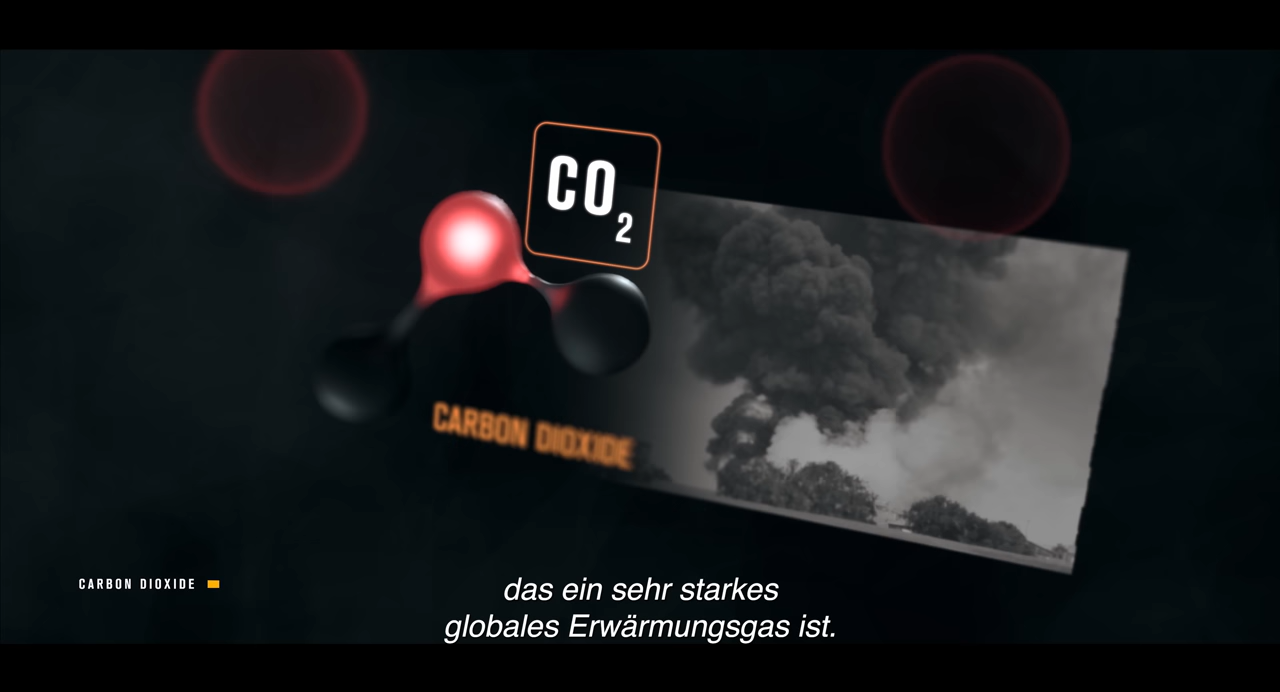 CO2
CARBON DIOXIDE
CARBON DIOXIDE
das ein sehr starkes
globales Erwärmungsgas ist.